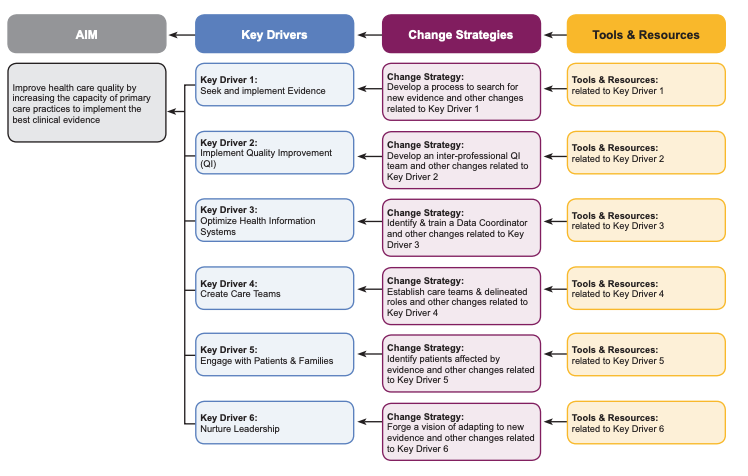 AIM
Key Drivers
Change Strategies
Tools & Resources
Improve health care quality by
increasing the capacity of primary
care practices to implement the
best clinical evidence
Key Driver 1:
Seek and implement Evidence
Change Strategy:
Develop a process to search for
new evidence and other changes
related to Key Driver 1
Tools & Resources:
related to Key Driver 1
Key Driver 2:
Implement Quality Improvement
(QI)
Change Strategy:
Develop an inter-professional QI
team and other changes related to
Key Driver 2
Tools & Resources:
related to Key Driver 2
Key Driver 3:
Optimize Health Information
Systems
Change Strategy:
Identify & train a Data Coordinator
and other changes related to Key
Driver 3
Tools & Resources:
related to Key Driver 3
Key Driver 4:
Create Care Teams
Change Strategy:
Establish care teams & delineated
roles and other changes related to
Key Driver 4
Tools & Resources:
related to Key Driver 4
Key Driver 5:
Engage with Patients & Families
Change Strategy:
Identify patients affected by
evidence and other changes related
to Key Driver 5
Tools & Resources:
related to Key Driver 5
Key Driver 6:
Nurture Leadership
Change Strategy:
Forge a vision of adapting to new
evidence and other changes related
to Key Driver 6
Tools & Resources:
related to Key Driver 6